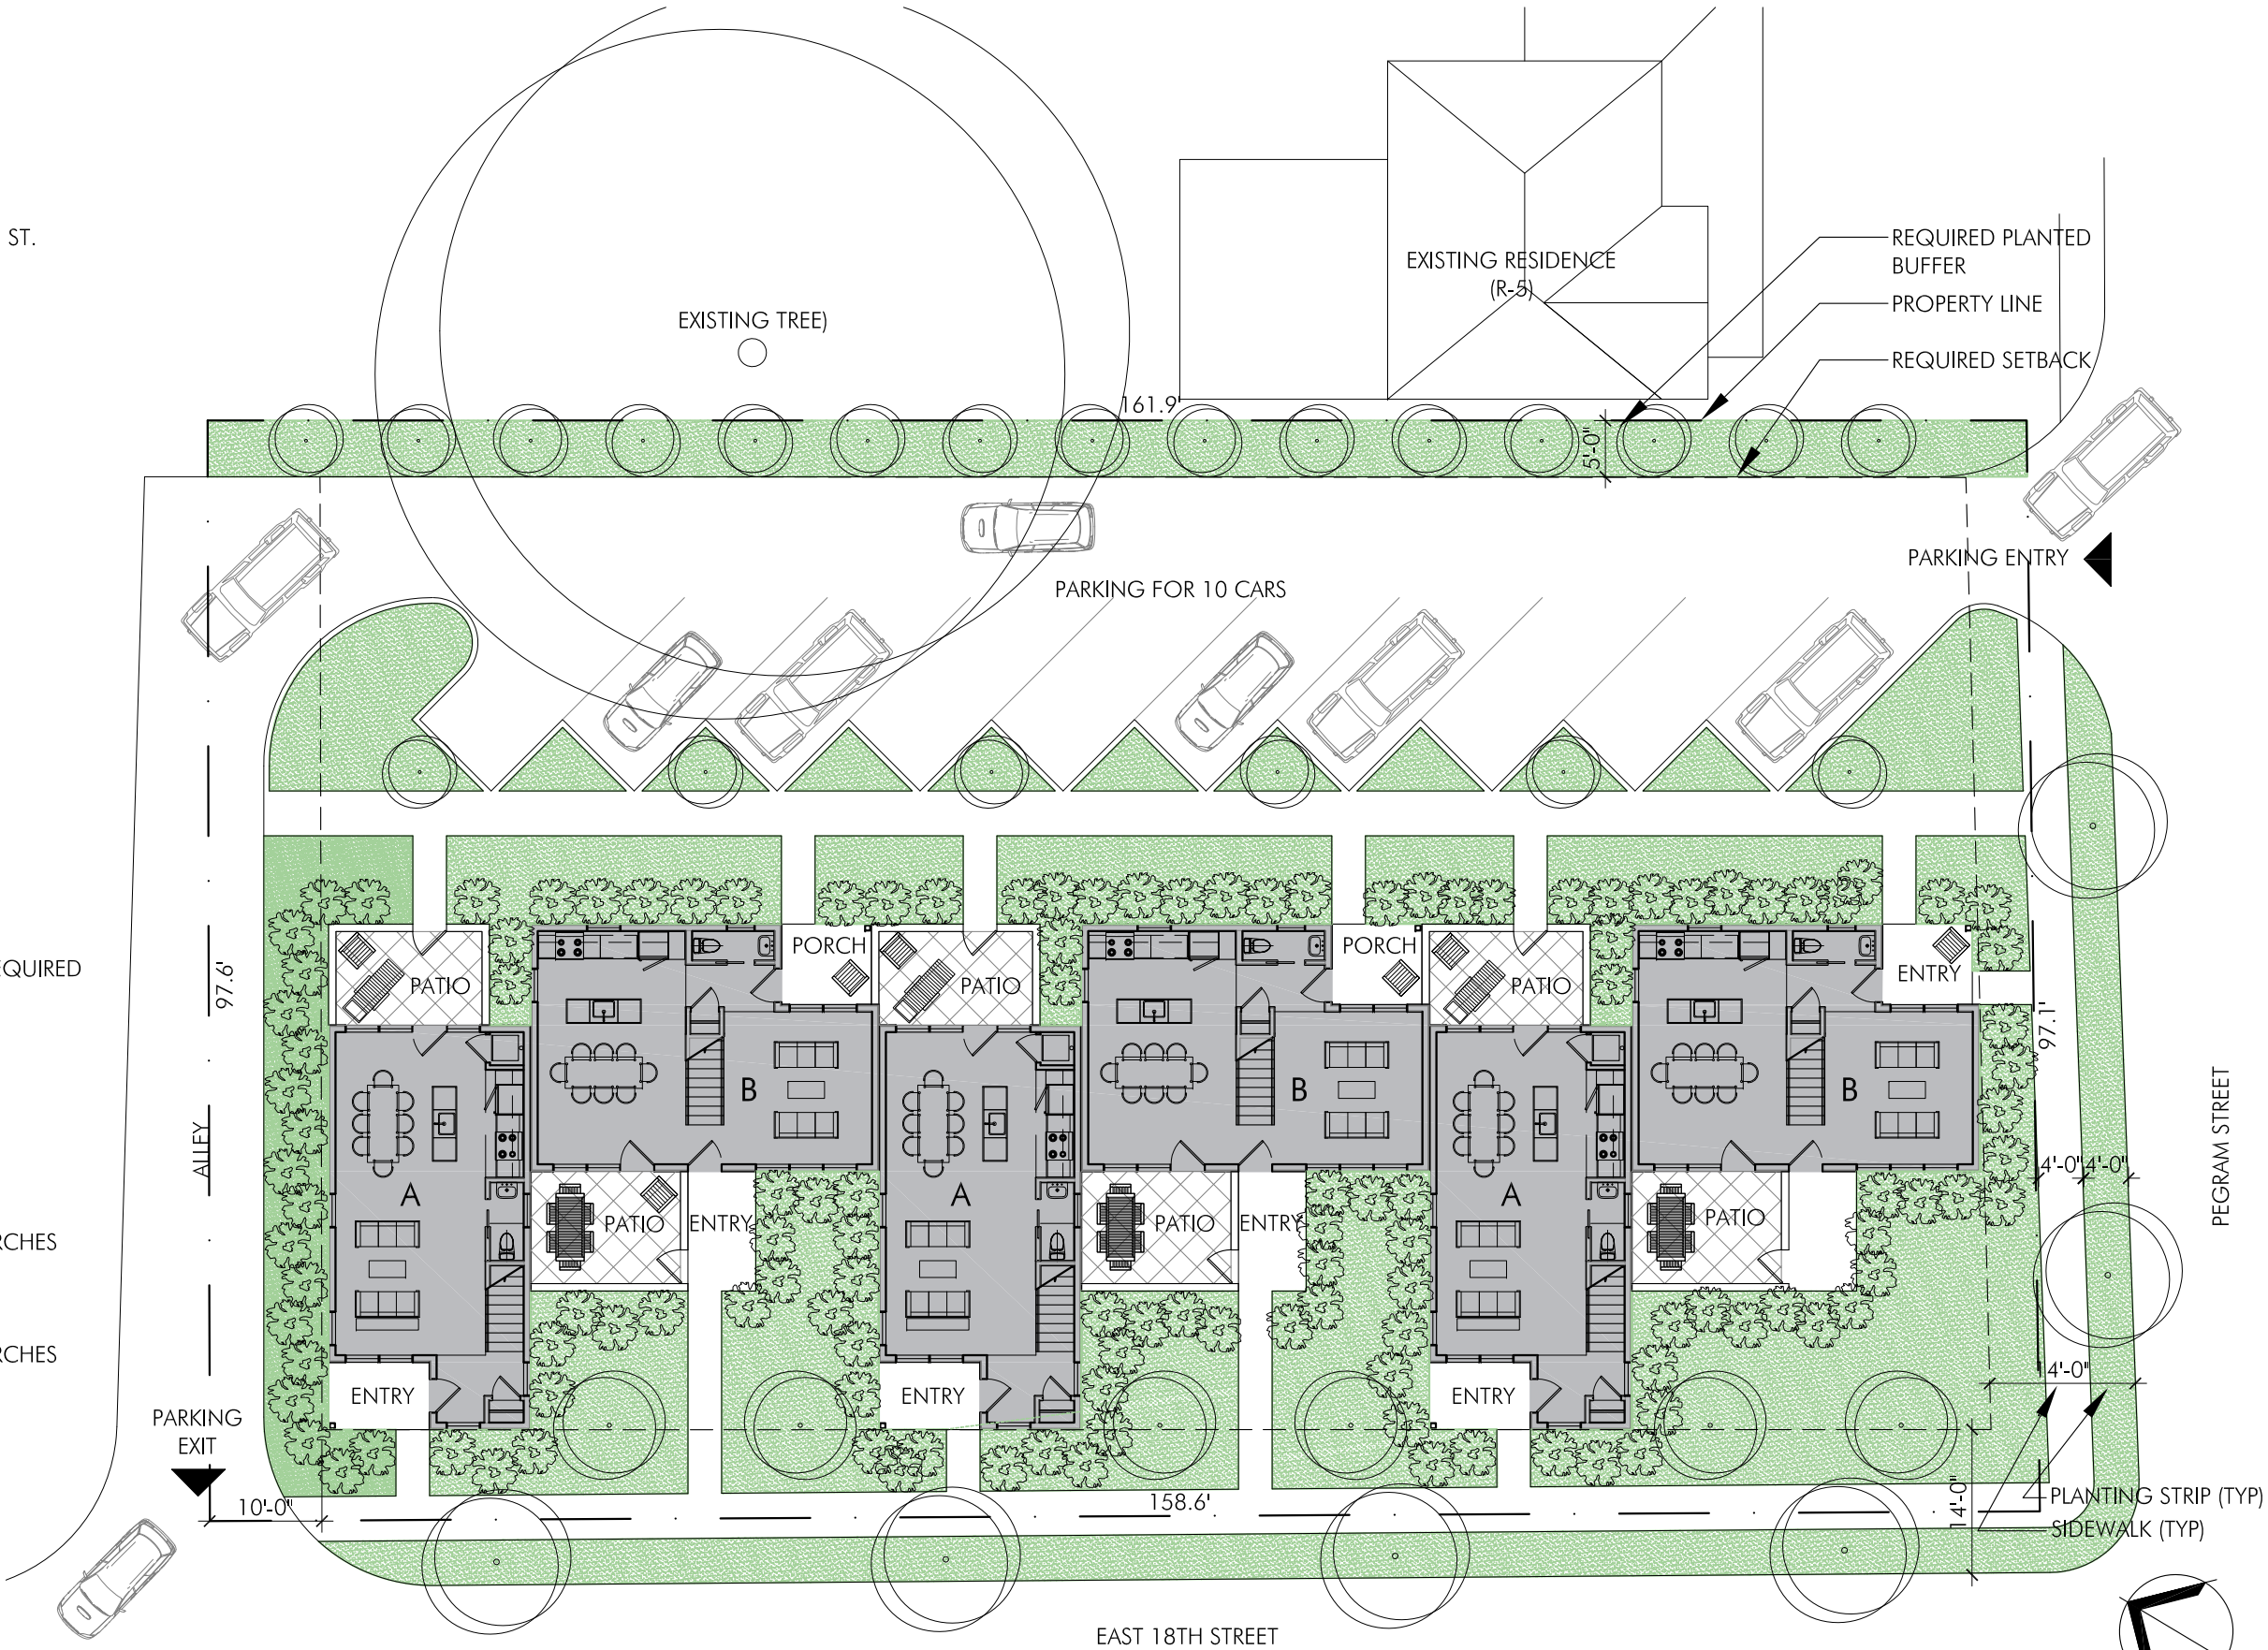 ST.
EXISTING TREE)
EXISTING RESIDENCE
(R-5)
REQUIRED PLANTED
BUFFER
PROPERTY LINE
REQUIRED SETBACK
161.9'
5'-0"
PARKING ENTRY
PARKING FOR 10 CARS
EQUIRED
97.6'
ALLEY
RCHES
RCHES
PARKING
EXIT
10'-0"
PATIO
PORCH
PATIO
PORCH
PATIO
ENTRY
B
B
B
A
A
A
PATIO
ENTRY
PATIO
ENTRY
PATIO
ENTRY
ENTRY
ENTRY
97.1'
4'-0"
4'-0"
PEGRAM STREET
4'-0"
14'-0"
158.6'
PLANTING STRIP (TYP)
SIDEWALK (TYP)
EAST 18TH STREET